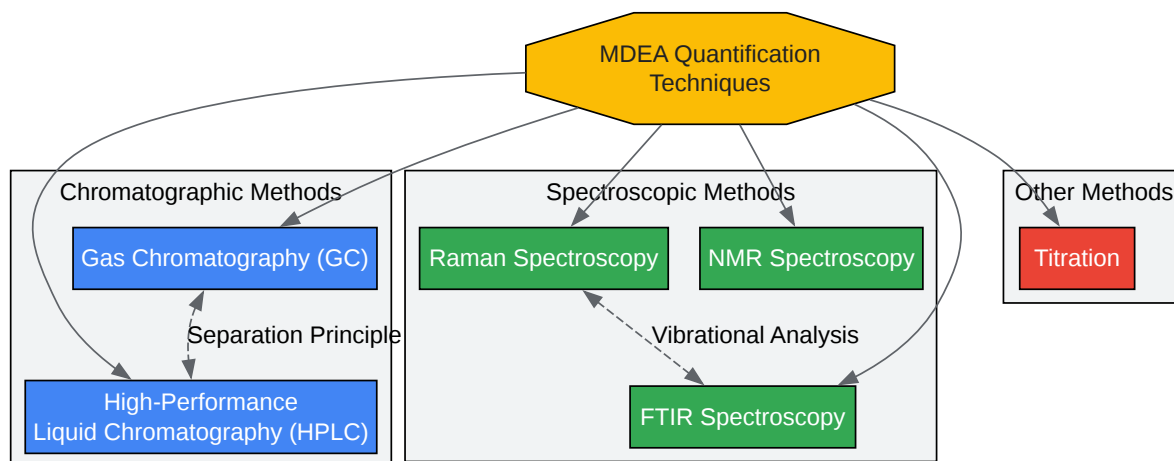 MDEA Quantification
Techniques
Chromatographic Methods
Spectroscopic Methods
Other Methods
Gas Chromatography (GC)
Raman Spectroscopy
NMR Spectroscopy
Titration
Separation Principle
Vibrational Analysis
High-Performance
Liquid Chromatography (HPLC)
FTIR Spectroscopy